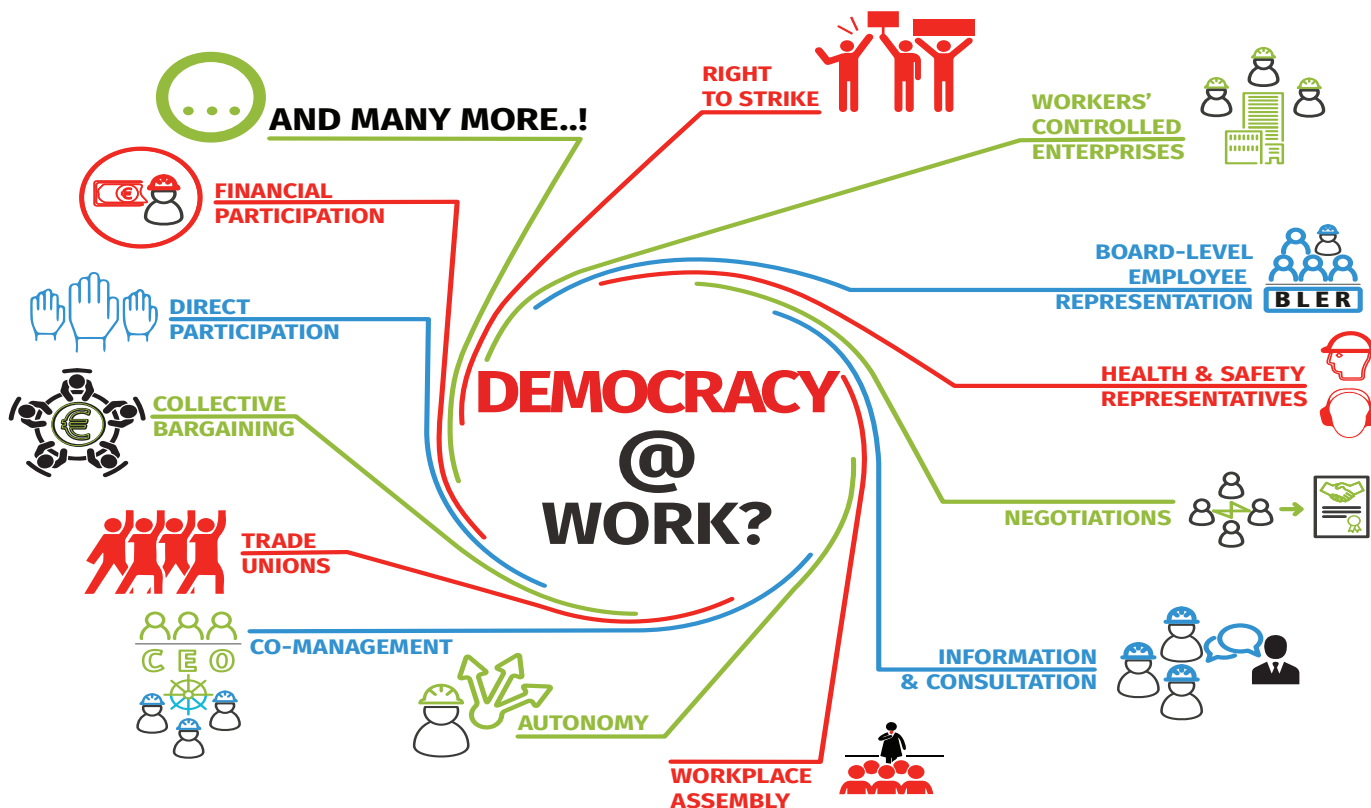 DEMOCRACY
@
WORK?
RIGHT
TO STRIKE
WORKERS'
CONTROLLED
ENTERPRISES
BOARD-LEVEL
EMPLOYEE
REPRESENTATION
BLER
HEALTH & SAFETY
REPRESENTATIVES
NEGOTIATIONS
INFORMATION
& CONSULTATION
WORKPLACE
ASSEMBLY
AUTONOMY
CO-MANAGEMENT
CEO
TRADE
UNIONS
COLLECTIVE
BARGAINING
€
DIRECT
PARTICIPATION
FINANCIAL
PARTICIPATION
€
...
AND MANY MORE..!